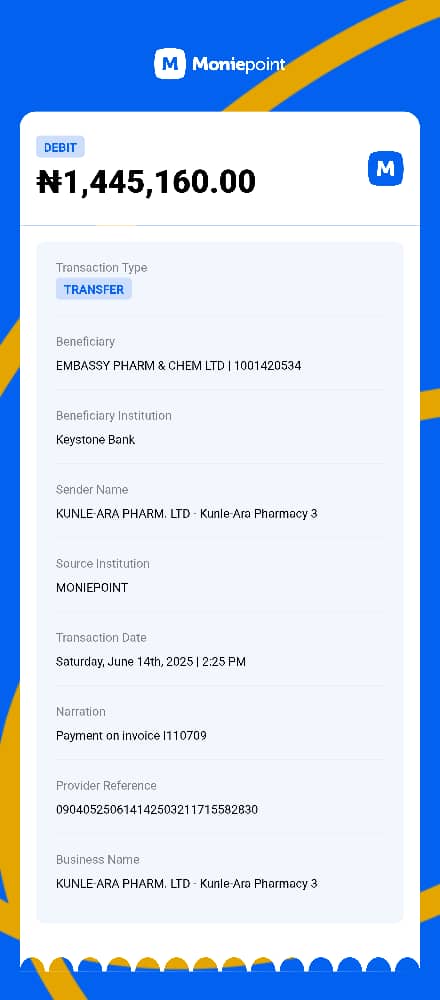 M Moniepoint
DEBIT
₦1,445,160.00
M
Transaction Type
TRANSFER
Beneficiary
EMBASSY PHARM & CHEM LTD | 1001420534
Beneficiary Institution
Keystone Bank
Sender Name
KUNLE-ARA PHARM. LTD - Kunle-Ara Pharmacy 3
Source Institution
MONIEPOINT
Transaction Date
Saturday, June 14th, 2025 | 2:25 PM
Narration
Payment on invoice I110709
Provider Reference
090405250614142503211715582830
Business Name
KUNLE-ARA PHARM. LTD - Kunle-Ara Pharmacy 3